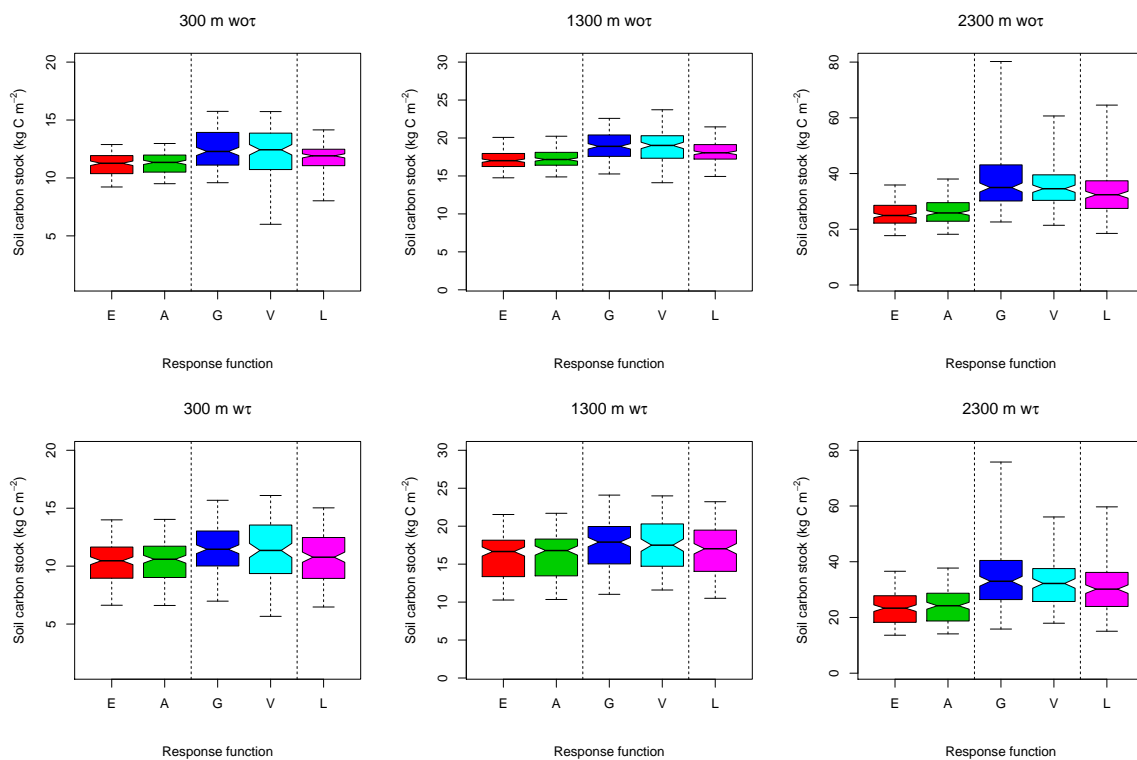 300 m woτ
Soil carbon stock (kg C m−2)
20
15
10
5
E A G V L
Response function
1300 m woτ
Soil carbon stock (kg C m−2)
30
25
20
15
10
5
0
E A G V L
Response function
2300 m woτ
Soil carbon stock (kg C m−2)
80
60
40
20
0
E A G V L
Response function
300 m wτ
Soil carbon stock (kg C m−2)
20
15
10
5
E A G V L
Response function
1300 m wτ
Soil carbon stock (kg C m−2)
30
25
20
15
10
5
0
E A G V L
Response function
2300 m wτ
Soil carbon stock (kg C m−2)
80
60
40
20
0
E A G V L
Response function